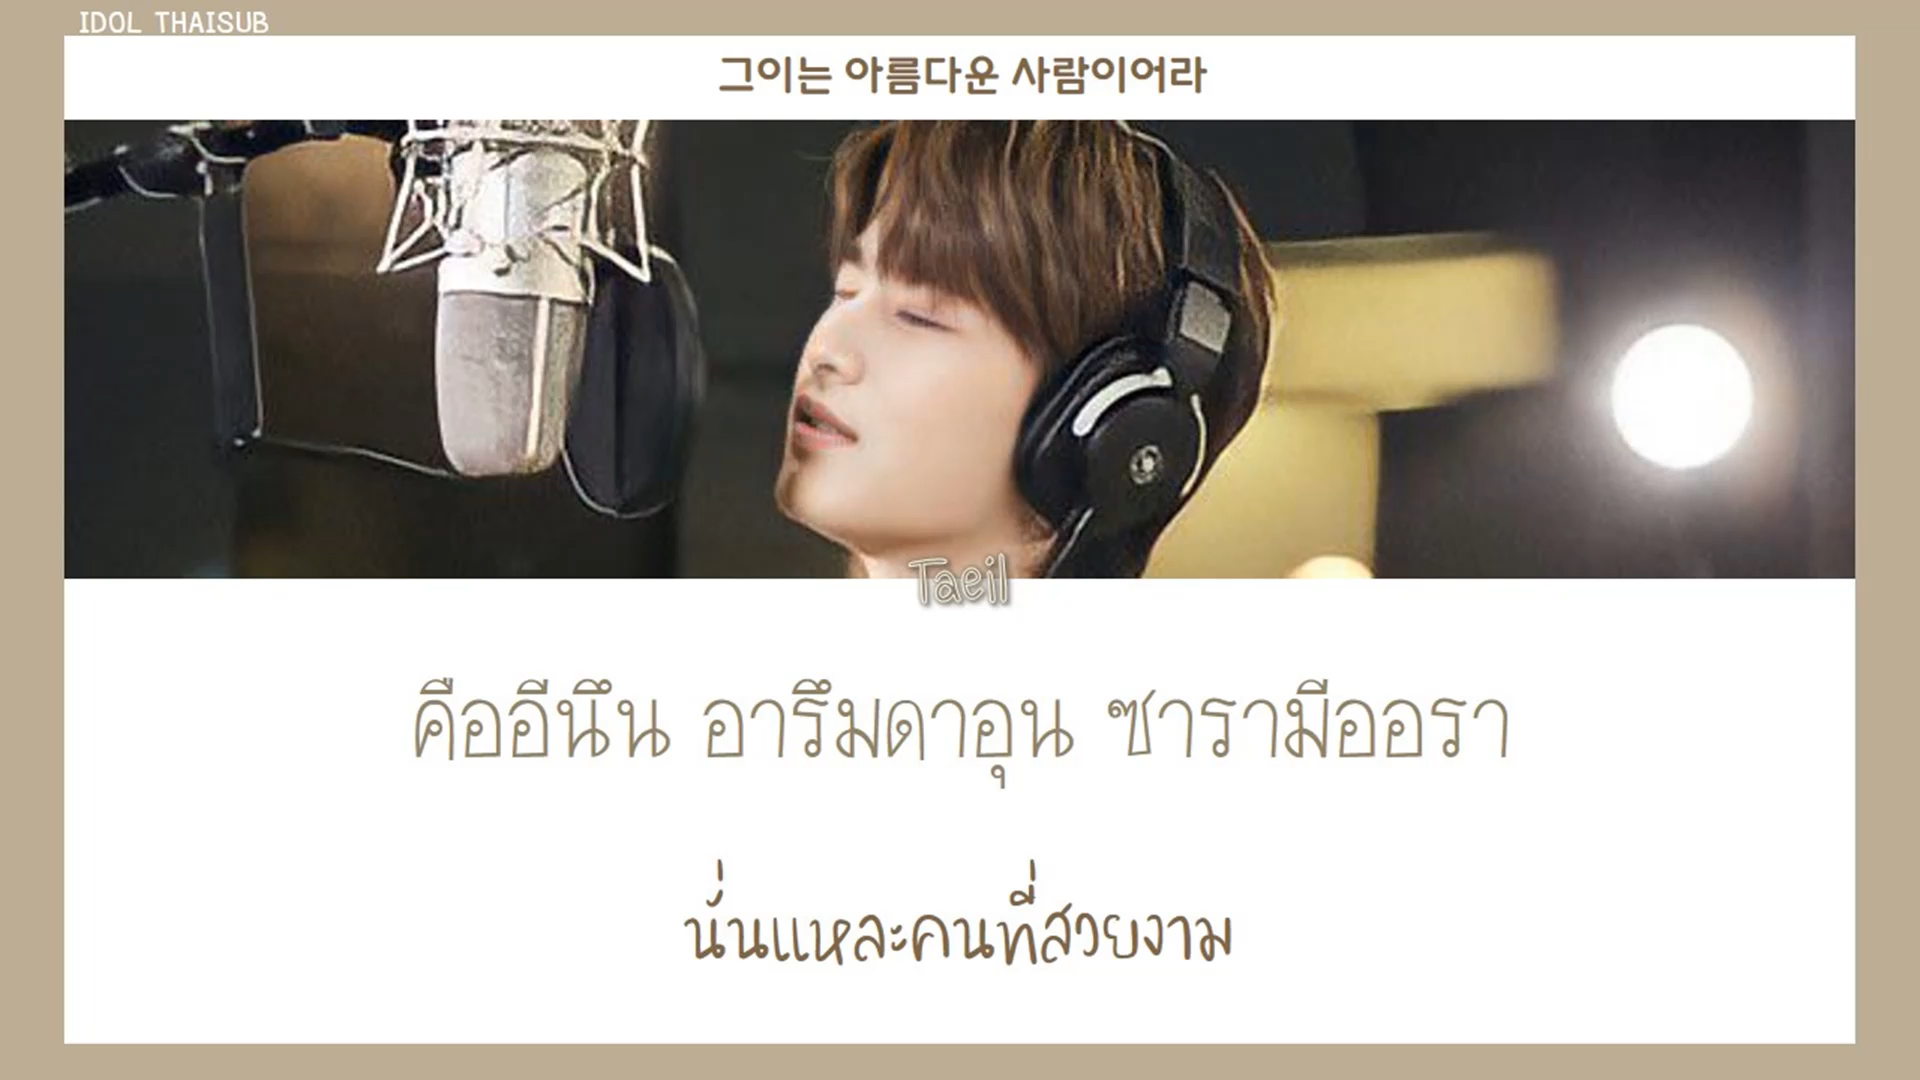 IDOL THAISUB
그이는 아름다운 사람이어라
Taeil
คืออีนึน อารึมดาอุน ซารามีออรา
นั่นแหละคนที่สวยงาม